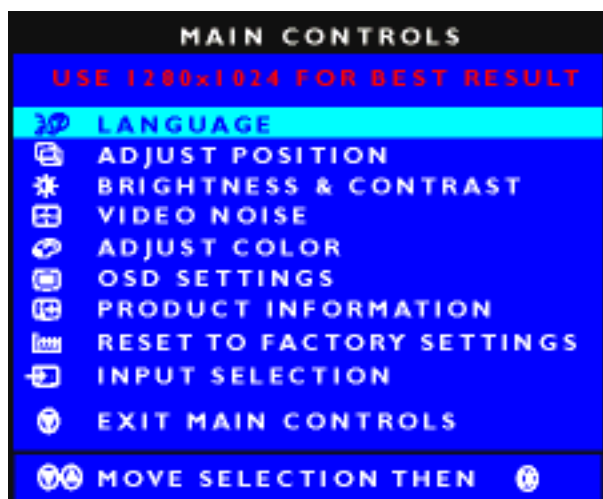 MAIN CONTROLS
USE 1280x1024 FOR BEST RESULT
LANGUAGE
ADJUST POSITION
BRIGHTNESS & CONTRAST
VIDEO NOISE
ADJUST COLOR
OSD SETTINGS
PRODUCT INFORMATION
RESET TO FACTORY SETTINGS
INPUT SELECTION
EXIT MAIN CONTROLS
MOVE SELECTION THEN